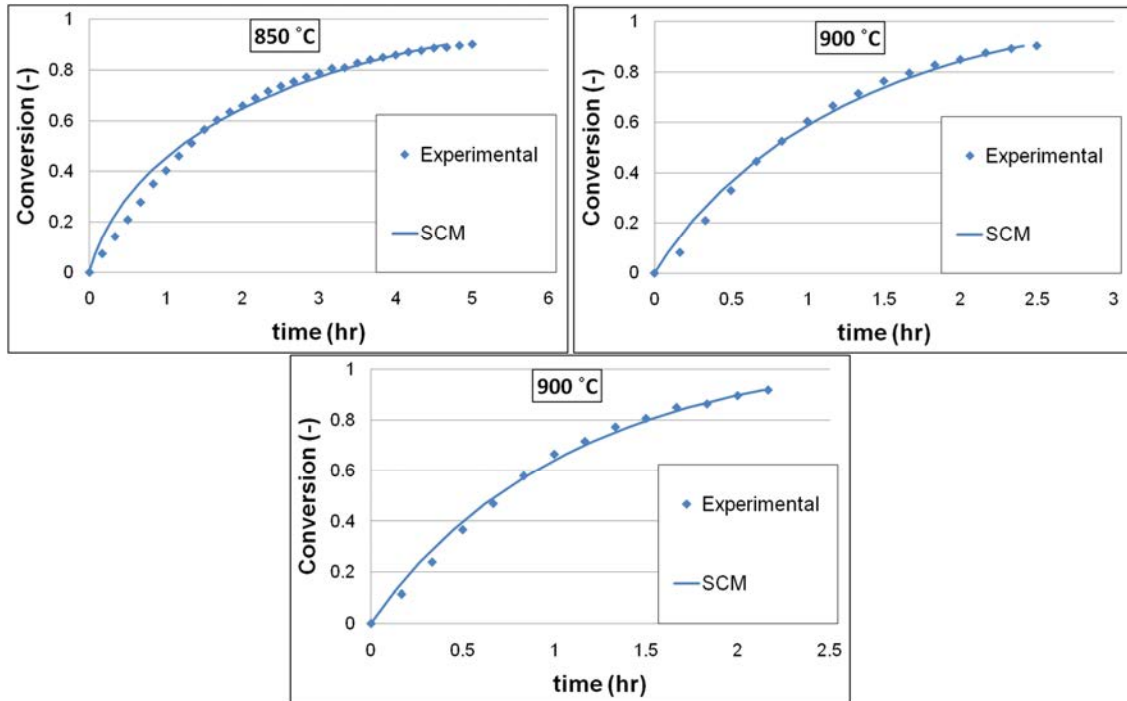 850 ˚C
Conversion (-)
1
0.8
0.6
0.4
0.2
0
0 1 2 3 4 5 6
time (hr)
Experimental
SCM
900 ˚C
Conversion (-)
1
0.8
0.6
0.4
0.2
0
0 0.5 1 1.5 2 2.5 3
time (hr)
Experimental
SCM
900 ˚C
Conversion (-)
1
0.8
0.6
0.4
0.2
0
0 0.5 1 1.5 2 2.5
time (hr)
Experimental
SCM